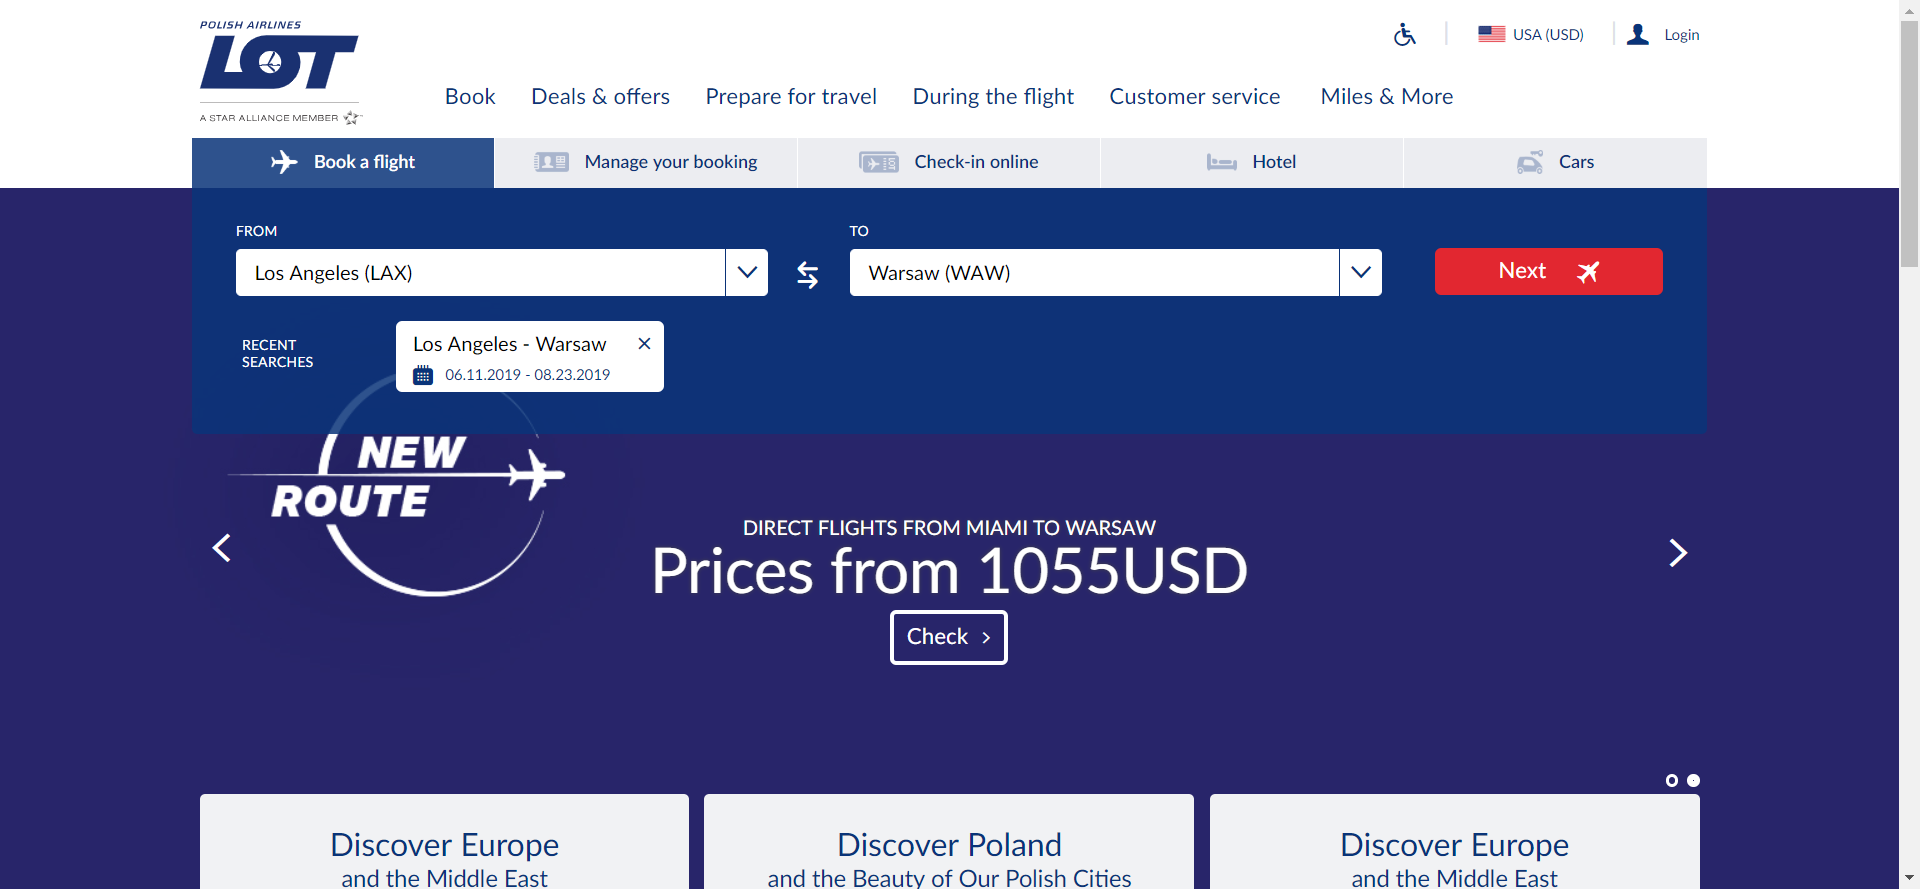 POLISH AIRLINES
LOT
A STAR ALLIANCE MEMBER
USA (USD)
Login
Book
Deals & offers
Prepare for travel
During the flight
Customer service
Miles & More
Book a flight
Manage your booking
Check-in online
Hotel
Cars
FROM
TO
Los Angeles (LAX)
Warsaw (WAW)
Next
RECENT
SEARCHES
Los Angeles - Warsaw
06.11.2019 - 08.23.2019
NEW
ROUTE
DIRECT FLIGHTS FROM MIAMI TO WARSAW
Prices from 1055USD
Check
Discover Europe
and the Middle East
Discover Poland
and the Beauty of Our Polish Cities
Discover Europe
and the Middle East